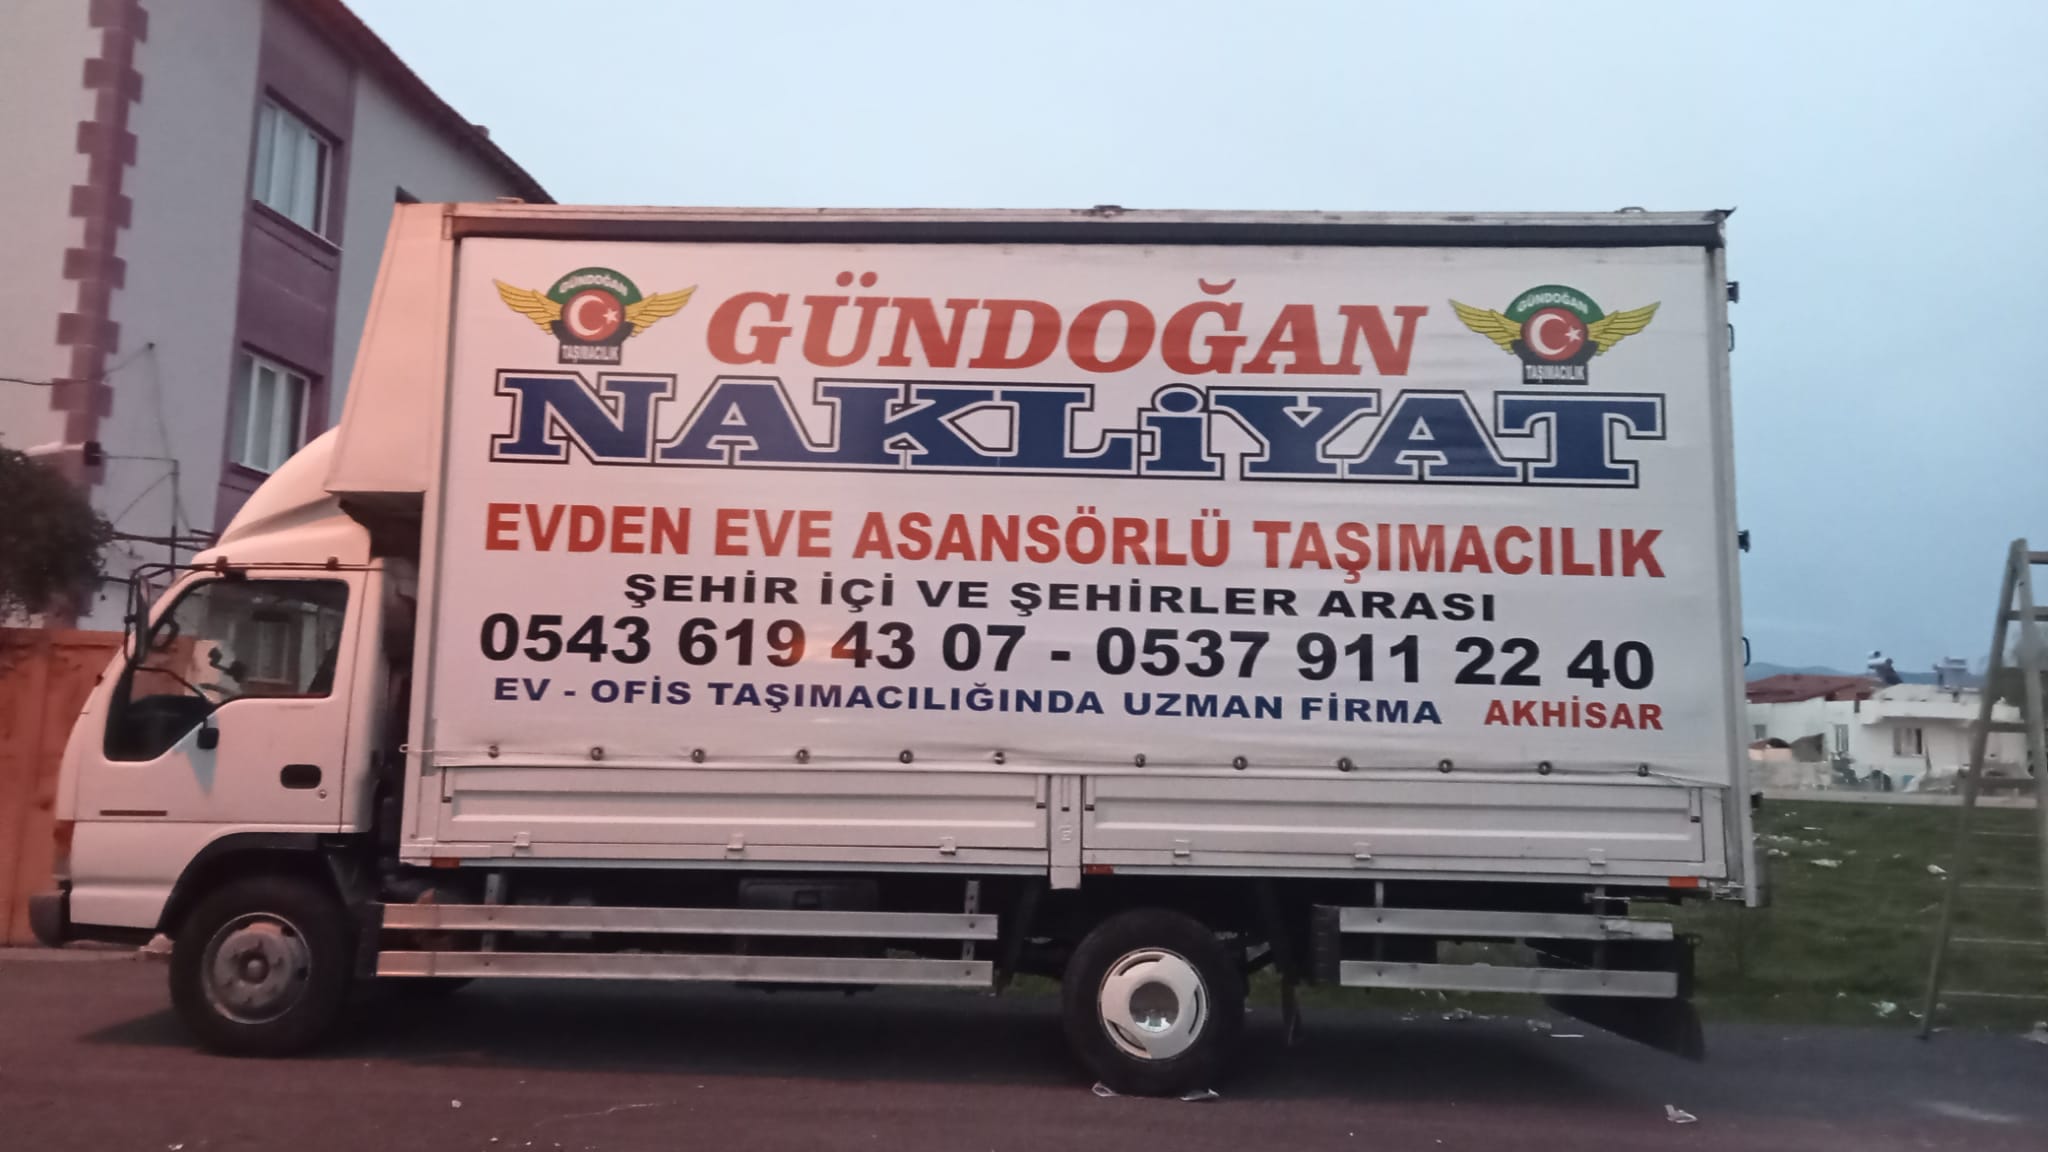 GÜNDOĞAN
TAŞIMACILIK
GÜNDOĞAN
GÜNDOĞAN
TAŞIMACILIK
NAKLİYAT
EVDEN EVE ASANSÖRLÜ TAŞIMACILIK
ŞEHİR İÇİ VE ŞEHİRLER ARASI
0543 619 43 07 - 0537 911 22 40
EV - OFİS TAŞIMACILIĞINDA UZMAN FİRMA AKHİSAR